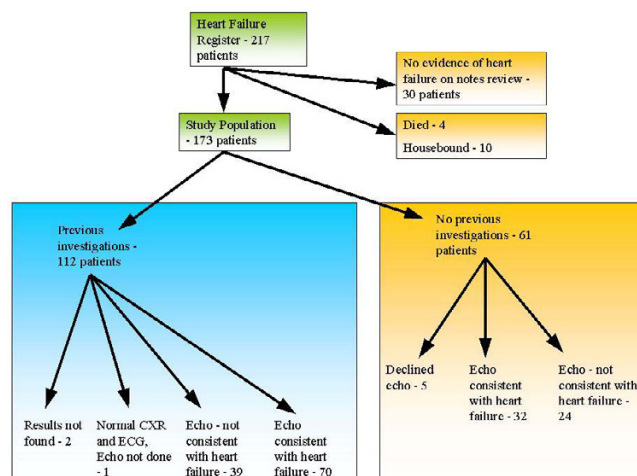 Heart Failure
Register - 217
patients
No evidence of heart
failure on notes review -
30 patients
Died - 4
Housebound - 10
Study Population
- 173 patients
Previous
investigations -
112 patients
No previous
investigations - 61
patients
Results not
found - 2
Normal CXR
and ECG,
Echo not done
- 1
Echo - not
consistent
with heart
failure - 39
Echo
consistent
with heart
failure - 70
Declined
echo - 5
Echo
consistent
with heart
failure - 32
Echo - not
consistent with
heart failure -
24